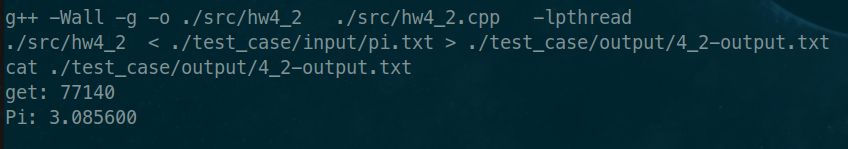 g++ -Wall -g -o ./src/hw4_2   ./src/hw4_2.cpp   -lpthread
./src/hw4_2  < ./test_case/input/pi.txt > ./test_case/output/4_2-output.txt
cat ./test_case/output/4_2-output.txt
get: 77140
Pi: 3.085600